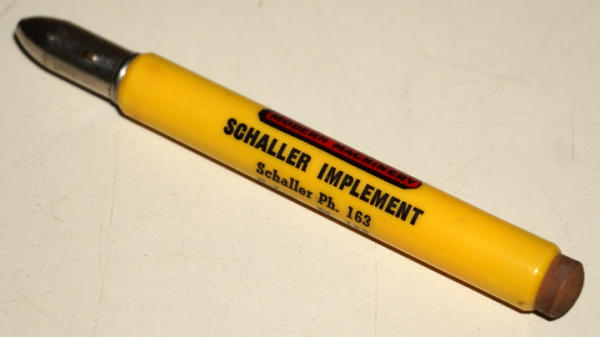 MODERN MACHINERY
SCHALLER IMPLEMENT
Schaller Ph. 163